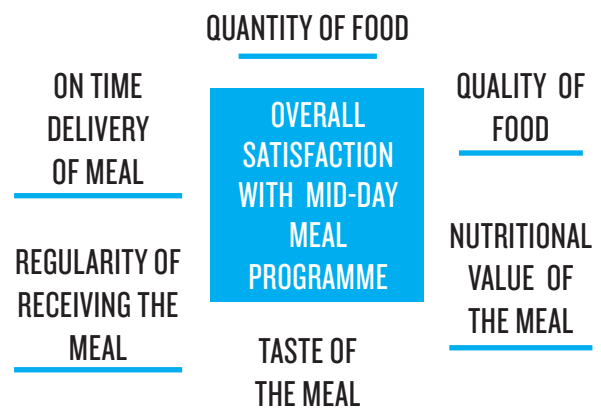 QUANTITY OF FOOD
ON TIME
DELIVERY
OF MEAL
OVERALL
SATISFACTION
WITH MID-DAY
MEAL
PROGRAMME
QUALITY OF
FOOD
REGULARITY OF
RECEIVING THE
MEAL
NUTRITIONAL
VALUE OF
THE MEAL
TASTE OF
THE MEAL